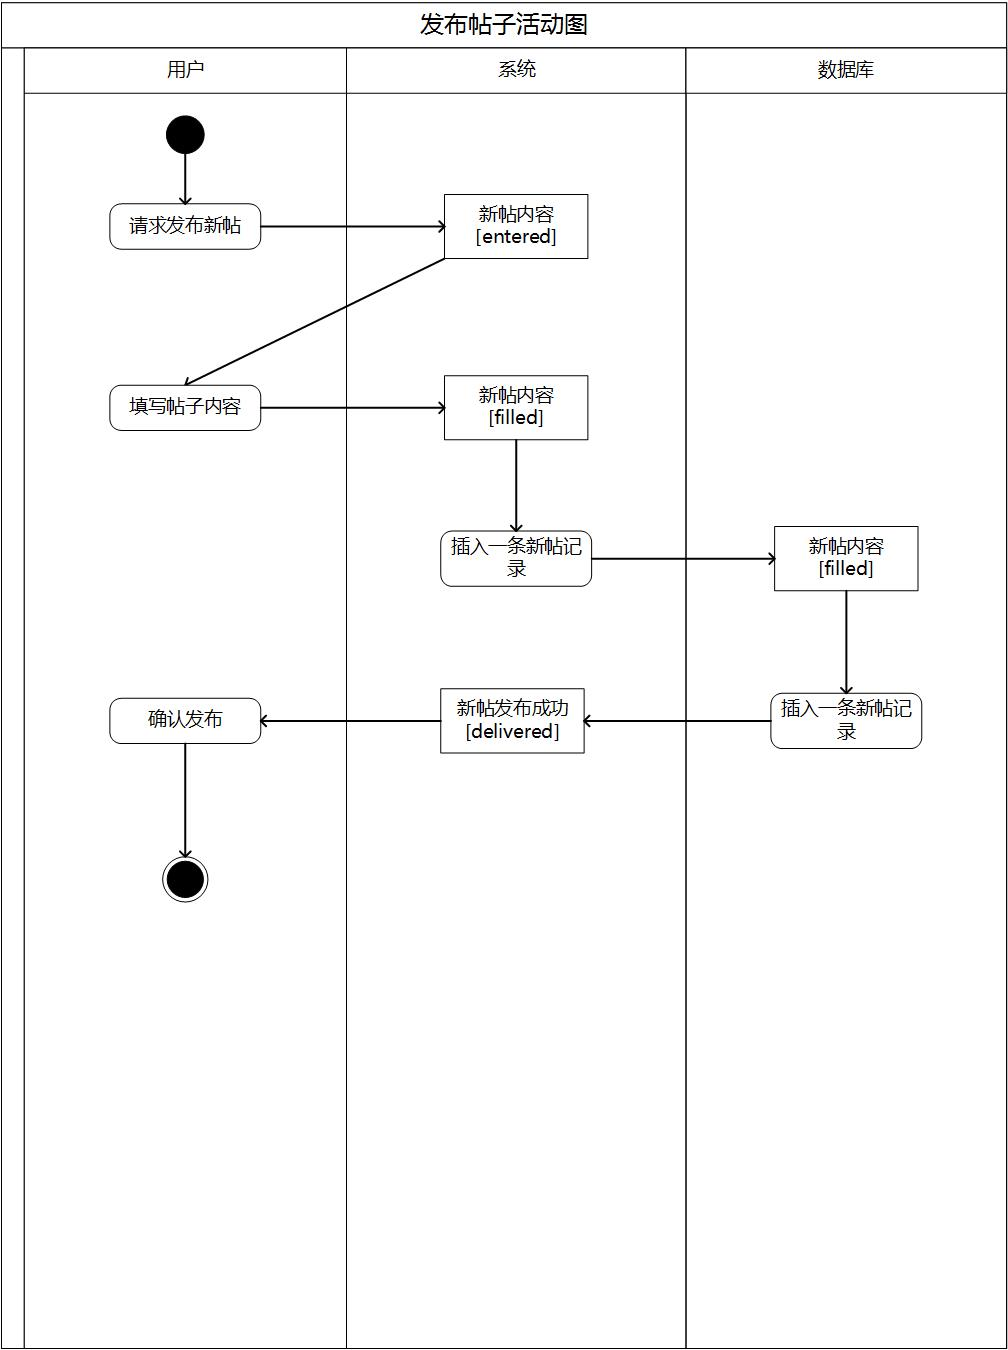 发布帖子活动图
用户
系统
数据库
请求发布新帖
新帖内容
[entered]
填写帖子内容
新帖内容
[filled]
插入一条新帖记
录
新帖内容
[filled]
确认发布
新帖发布成功
[delivered]
插入一条新帖记
录